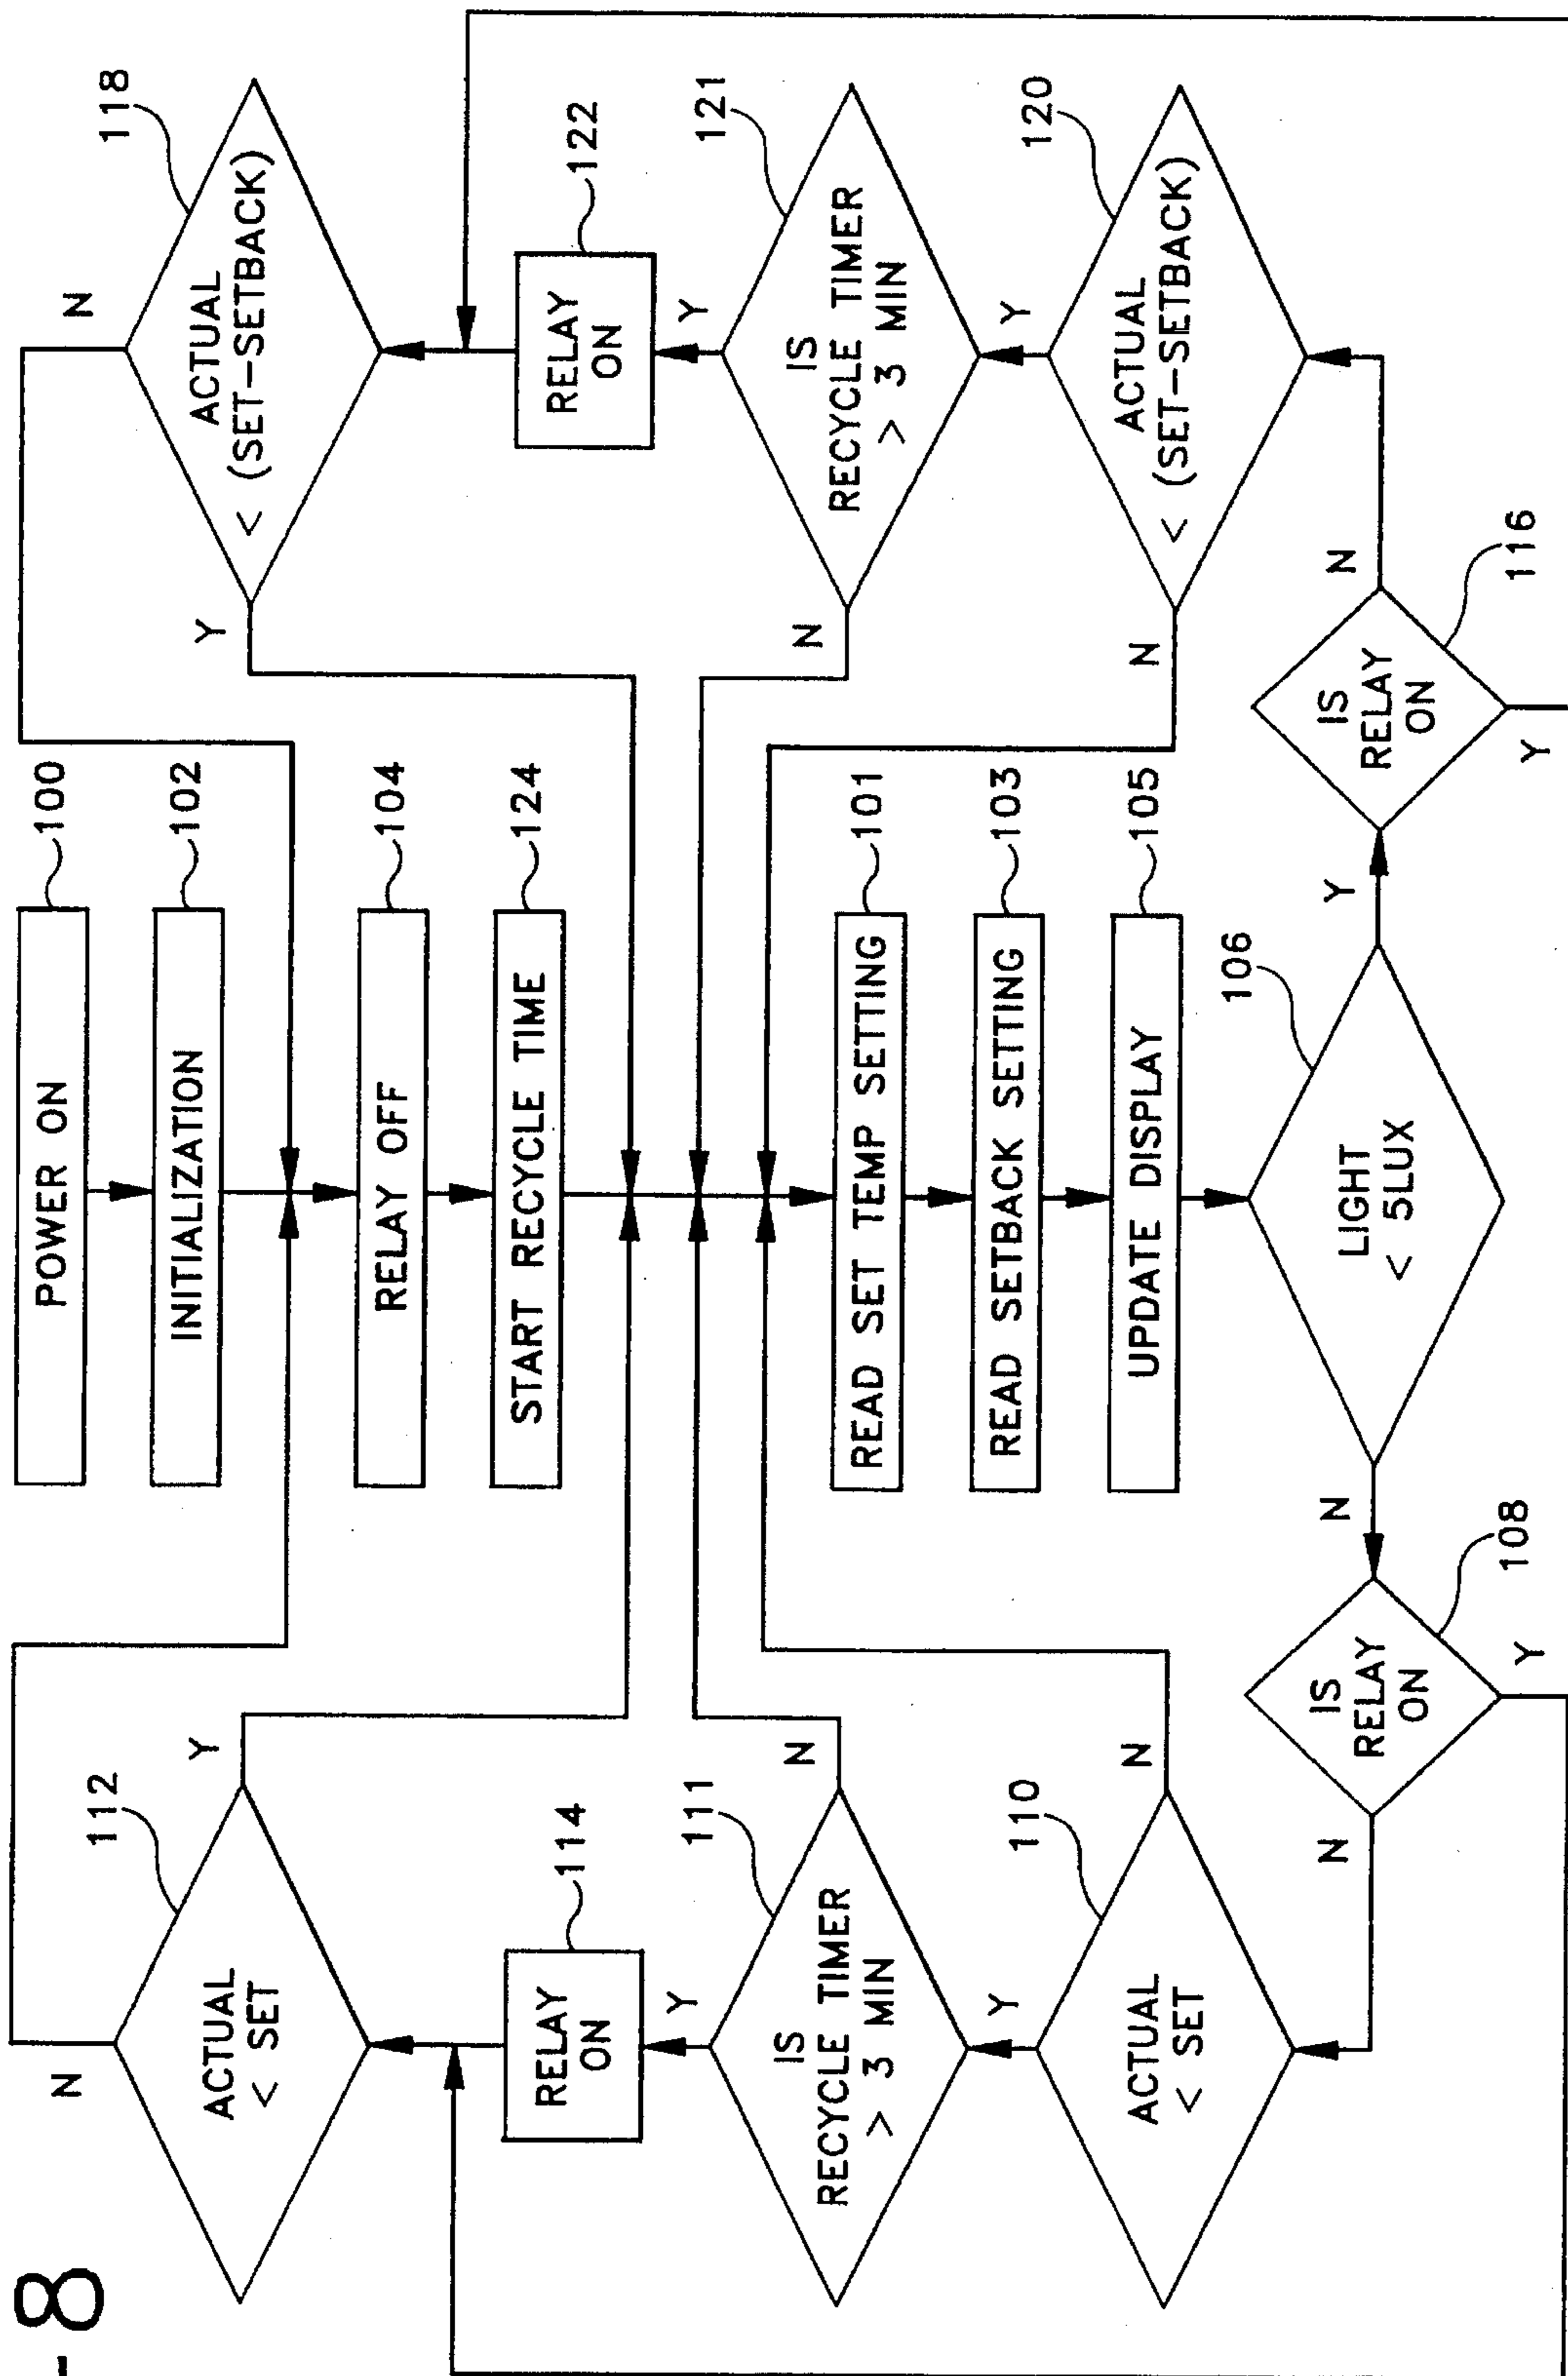 -8
POWER ON
100
INITIALIZATION
102
RELAY OFF
104
START RECYCLE TIME
124
READ SET TEMP SETTING
101
READ SETBACK SETTING
103
UPDATE DISPLAY
105
LIGHT
< 5LUX
106
N
Y
IS
RELAY
ON
108
N
Y
ACTUAL
< SET
110
Y
N
IS
RECYCLE TIMER
> 3 MIN
111
Y
N
RELAY
ON
114
ACTUAL
< SET
112
N
Y
IS
RELAY
ON
116
N
Y
ACTUAL
< (SET-SETBACK)
120
Y
N
IS
RECYCLE TIMER
> 3 MIN
121
Y
N
RELAY
ON
122
ACTUAL
< (SET-SETBACK)
118
N
Y